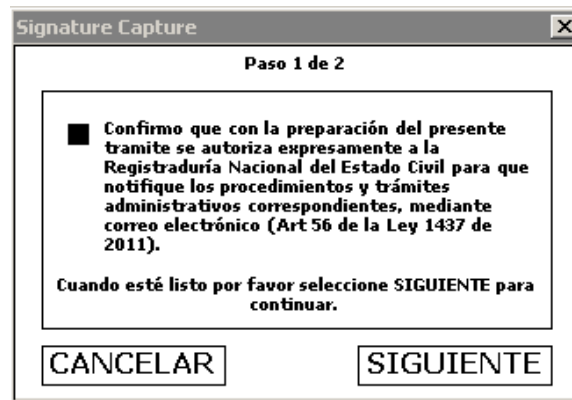 Signature Capture
Paso 1 de 2
Confirmo que con la preparación del presente
tramite se autoriza expresamente a la
Registraduría Nacional del Estado Civil para que
notifique los procedimientos y trámites
administrativos correspondientes, mediante
correo electrónico (Art 56 de la Ley 1437 de
2011).
Cuando esté listo por favor seleccione SIGUIENTE para
continuar.
CANCELAR
SIGUIENTE